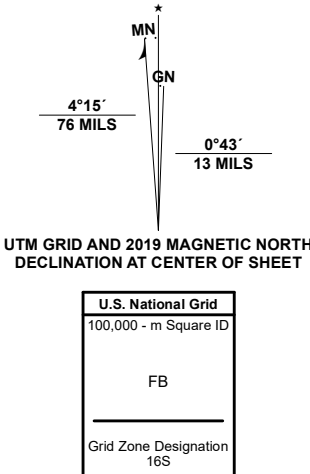 MN
GN
4°15´
76 MILS
0°43´
13 MILS
UTM GRID AND 2019 MAGNETIC NORTH
DECLINATION AT CENTER OF SHEET
U.S. National Grid
100,000 - m Square ID
FB
Grid Zone Designation
16S